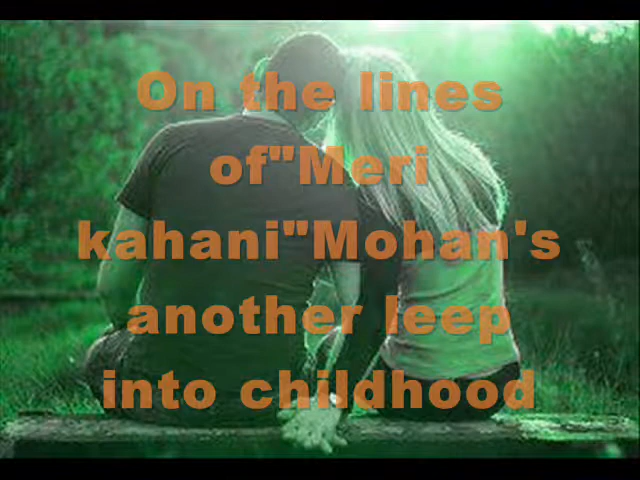 On the lines
of"Meri
kahani"Mohan's
another leep
into childhood